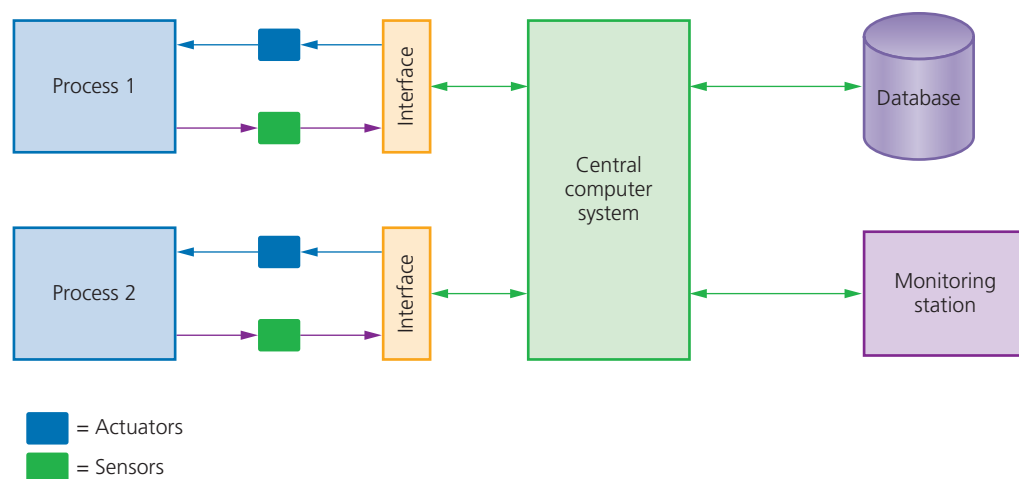 Process 1
Interface
Central
computer
system
Database
Process 2
Interface
Monitoring
station
= Actuators
= Sensors